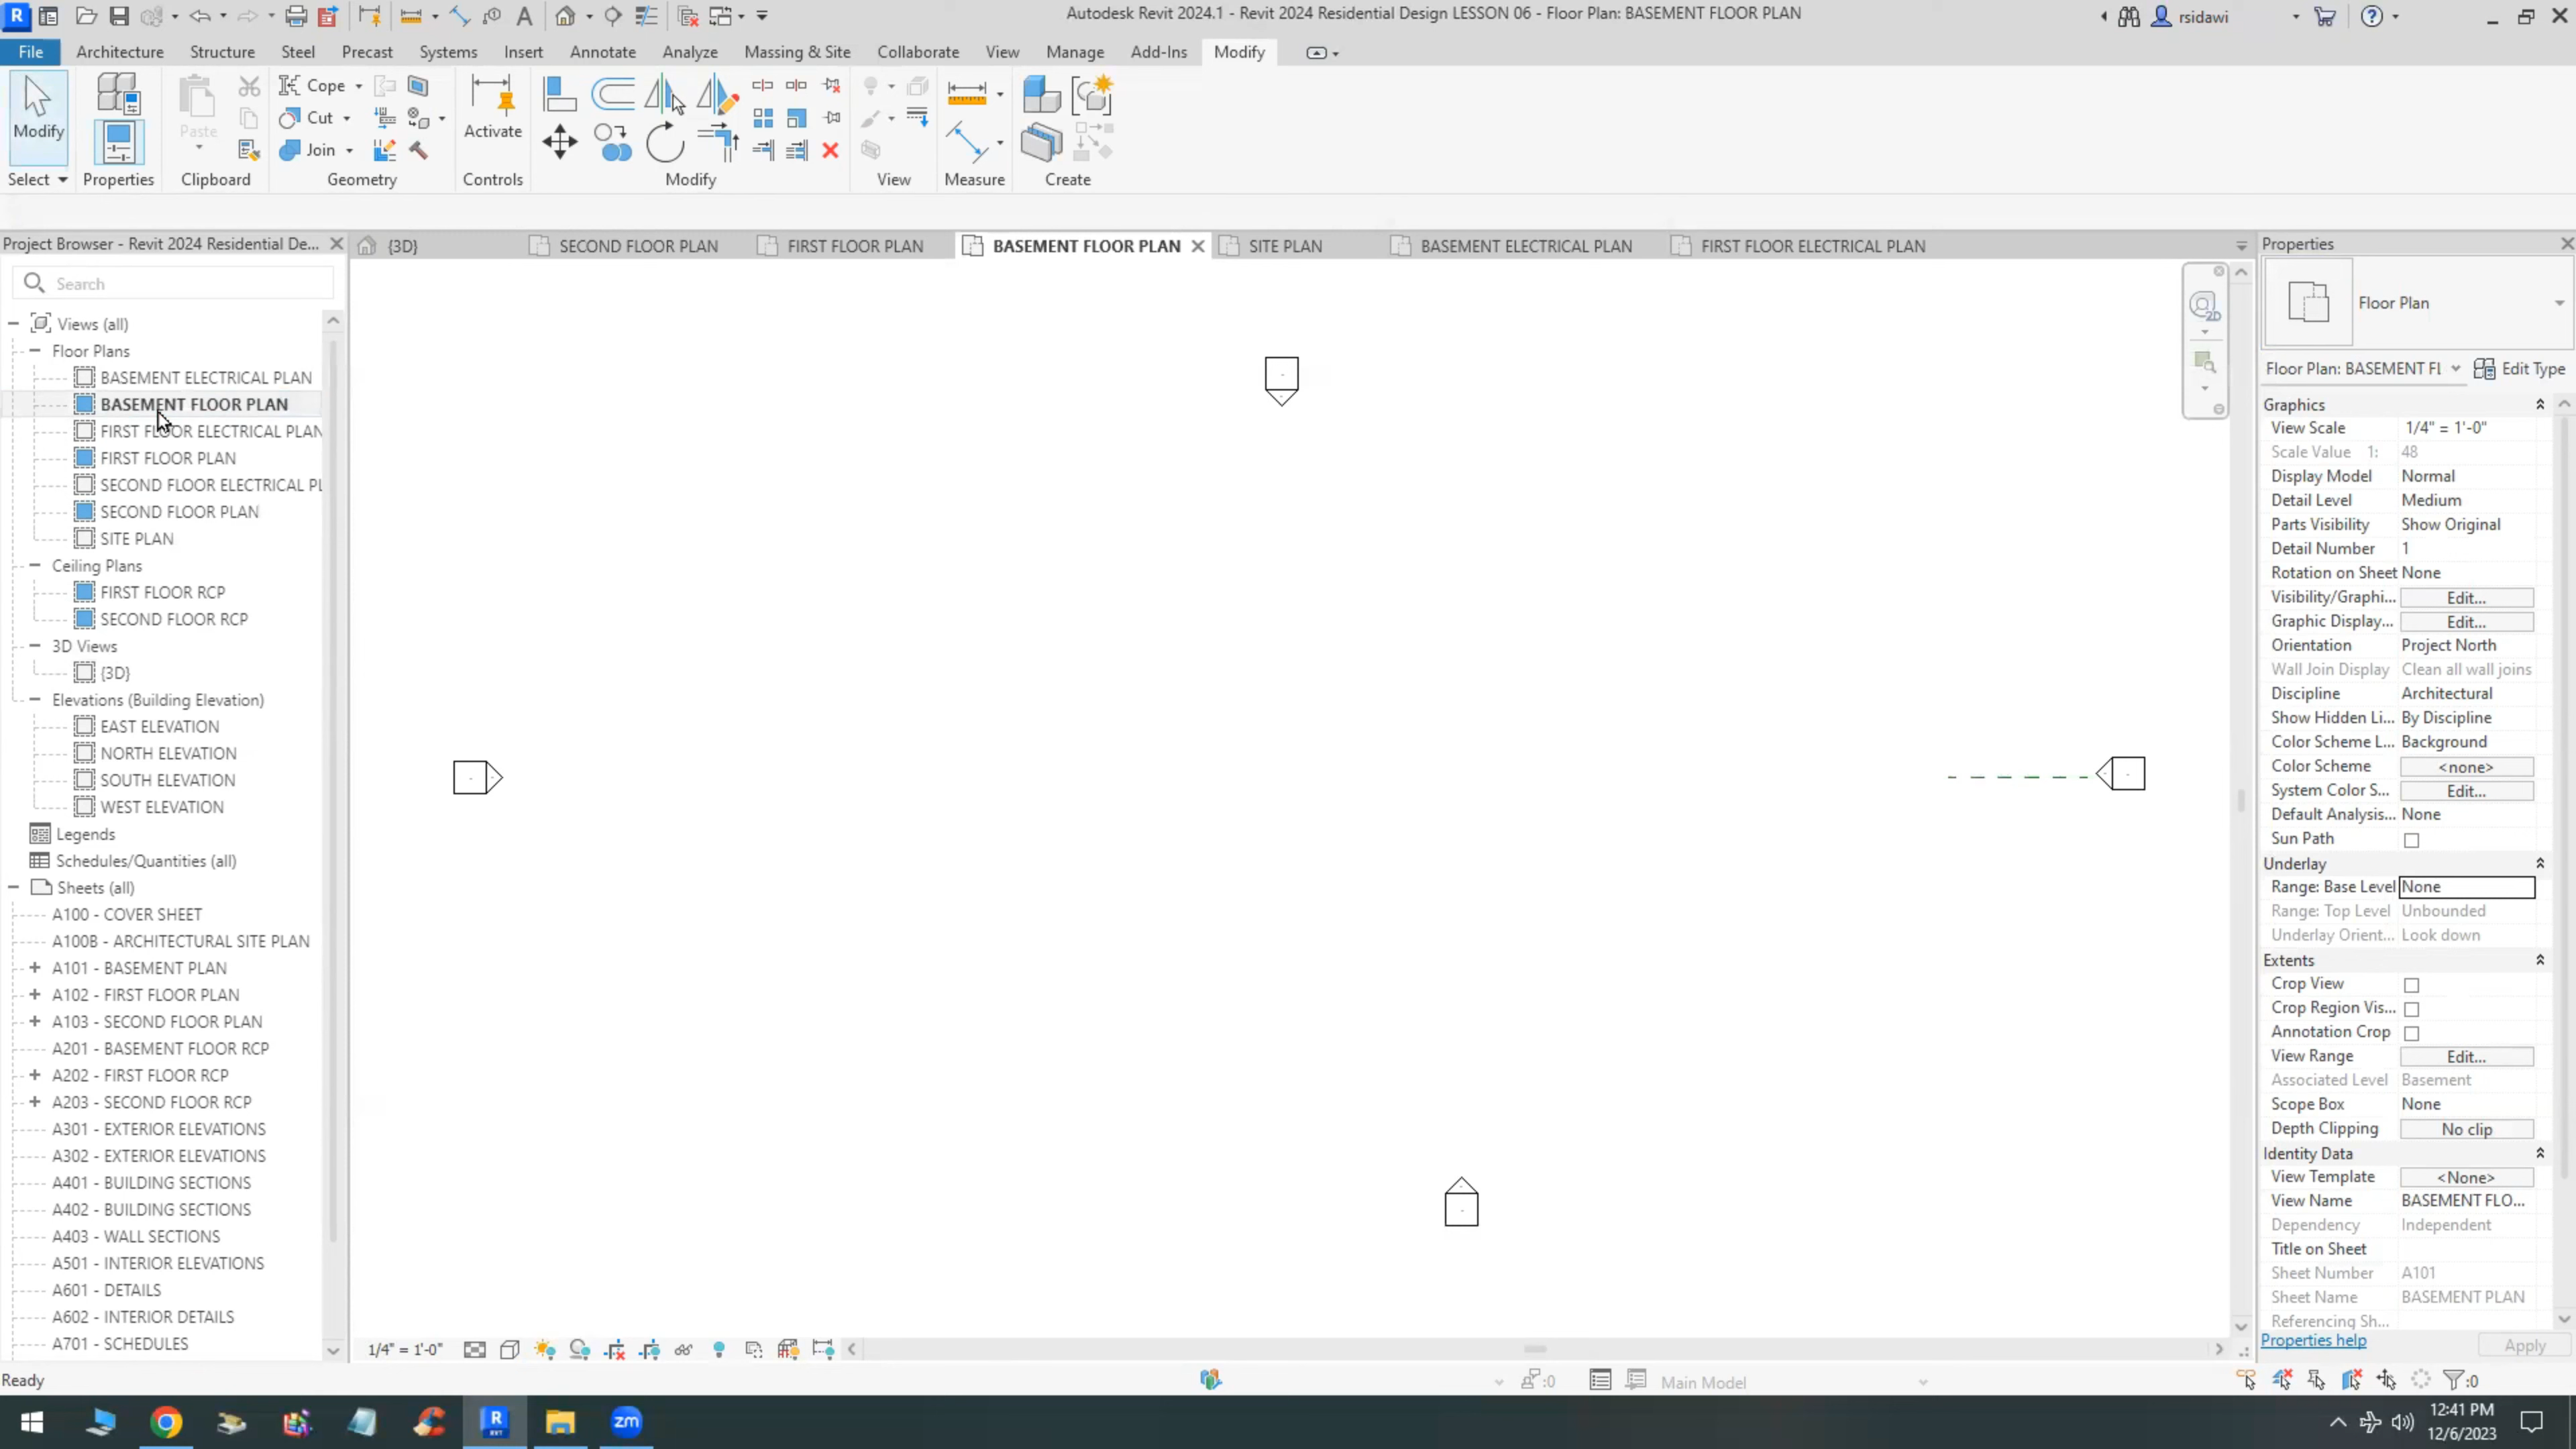 Autodesk Revit 2024.1 - Revit 2024 Residential Design LESSON 06 - Floor Plan: BASEMENT FLOOR PLAN
rsidawi
File Architecture Structure Steel Precast Systems Insert Annotate Analyze Massing & Site Collaborate View Manage Add-Ins Modify
Modify Paste Cope Cut Join Activate
Select Properties Clipboard Geometry Controls Modify View Measure Create
Project Browser - Revit 2024 Residential De...
{3D} SECOND FLOOR PLAN FIRST FLOOR PLAN BASEMENT FLOOR PLAN SITE PLAN BASEMENT ELECTRICAL PLAN FIRST FLOOR ELECTRICAL PLAN
Search
Views (all)
Floor Plans
BASEMENT ELECTRICAL PLAN
BASEMENT FLOOR PLAN
FIRST FLOOR ELECTRICAL PLAN
FIRST FLOOR PLAN
SECOND FLOOR ELECTRICAL PL
SECOND FLOOR PLAN
SITE PLAN
Ceiling Plans
FIRST FLOOR RCP
SECOND FLOOR RCP
3D Views
{3D}
Elevations (Building Elevation)
EAST ELEVATION
NORTH ELEVATION
SOUTH ELEVATION
WEST ELEVATION
Legends
Schedules/Quantities (all)
Sheets (all)
A100 - COVER SHEET
A100B - ARCHITECTURAL SITE PLAN
A101 - BASEMENT PLAN
A102 - FIRST FLOOR PLAN
A103 - SECOND FLOOR PLAN
A201 - BASEMENT FLOOR RCP
A202 - FIRST FLOOR RCP
A203 - SECOND FLOOR RCP
A301 - EXTERIOR ELEVATIONS
A302 - EXTERIOR ELEVATIONS
A401 - BUILDING SECTIONS
A402 - BUILDING SECTIONS
A403 - WALL SECTIONS
A501 - INTERIOR ELEVATIONS
A601 - DETAILS
A602 - INTERIOR DETAILS
A701 - SCHEDULES
2D
1/4" = 1'-0"
Properties
Floor Plan
Floor Plan: BASEMENT FL Edit Type
Graphics
View Scale 1/4" = 1'-0"
Scale Value 1: 48
Display Model Normal
Detail Level Medium
Parts Visibility Show Original
Detail Number 1
Rotation on Sheet None
Visibility/Graphi... Edit...
Graphic Display... Edit...
Orientation Project North
Wall Join Display Clean all wall joins
Discipline Architectural
Show Hidden Li... By Discipline
Color Scheme L... Background
Color Scheme <none>
System Color S... Edit...
Default Analysis... None
Sun Path
Underlay
Range: Base Level None
Range: Top Level Unbounded
Underlay Orient... Look down
Extents
Crop View
Crop Region Vis...
Annotation Crop
View Range Edit...
Associated Level Basement
Scope Box None
Depth Clipping No clip
Identity Data
View Template <None>
View Name BASEMENT FLO...
Dependency Independent
Title on Sheet
Sheet Number A101
Sheet Name BASEMENT PLAN
Referencing Sh...
Properties help Apply
Ready :0 Main Model :0
R
RVT
zm
12:41 PM
12/6/2023